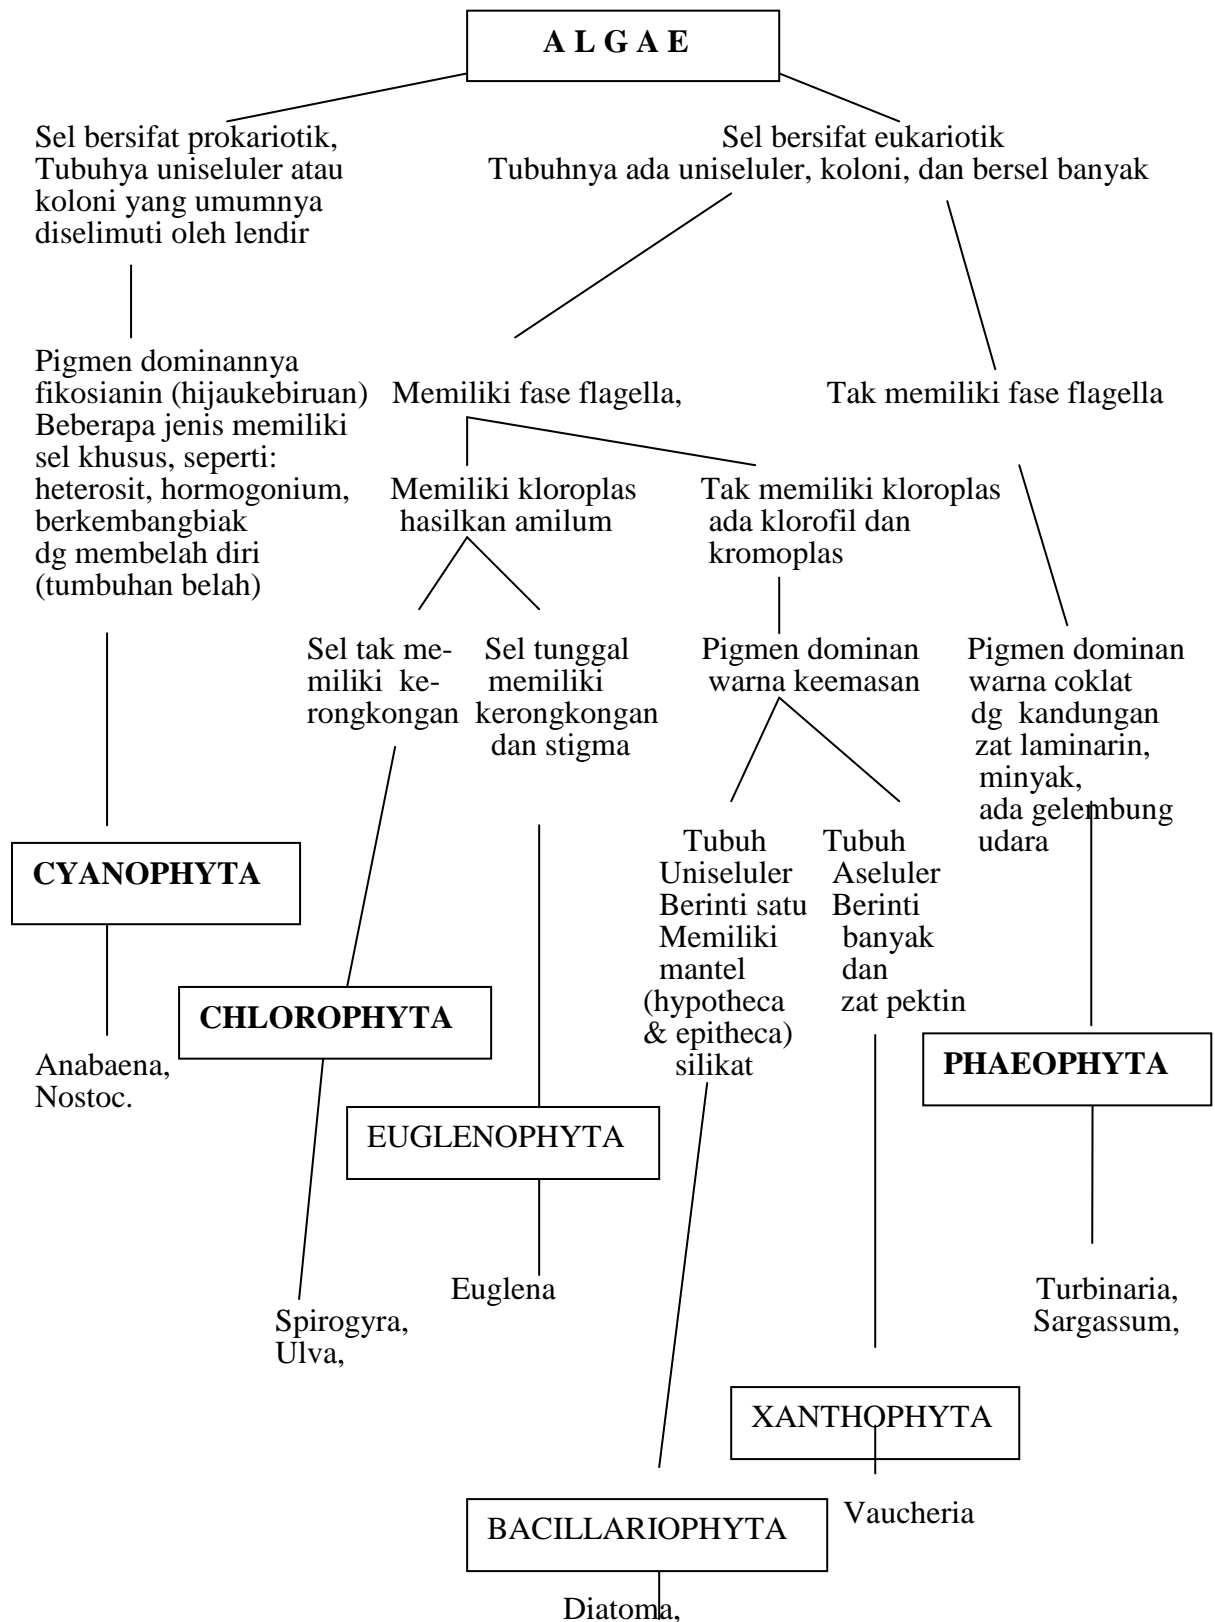 A L G A E
Sel bersifat prokariotik,
Tubuhya uniseluler atau
koloni yang umumnya
diselimuti oleh lendir
Sel bersifat eukariotik
Tubuhnya ada uniseluler, koloni, dan bersel banyak
Pigmen dominannya
fikosianin (hijaukebiruan)
Beberapa jenis memiliki
sel khusus, seperti:
heterosit, hormogonium,
berkembangbiak
dg membelah diri
(tumbuhan belah)
Memiliki fase flagella,
Tak memiliki fase flagella
Memiliki kloroplas
hasilkan amilum
Tak memiliki kloroplas
ada klorofil dan
kromoplas
Sel tak me-
miliki ke-
rongkongan
Sel tunggal
memiliki
kerongkongan
dan stigma
Pigmen dominan
warna keemasan
Pigmen dominan
warna coklat
dg kandungan
zat laminarin,
minyak,
ada gelembung
udara
Tubuh
Uniseluler
Berinti satu
Memiliki
mantel
(hypotheca
& epitheca)
silikat
Tubuh
Aseluler
Berinti
banyak
dan
zat pektin
CYANOPHYTA
CHLOROPHYTA
PHAEOPHYTA
Anabaena,
Nostoc.
EUGLENOPHYTA
Euglena
Spirogyra,
Ulva,
Turbinaria,
Sargassum,
XANTHOPHYTA
Vaucheria
BACILLARIOPHYTA
Diatoma,